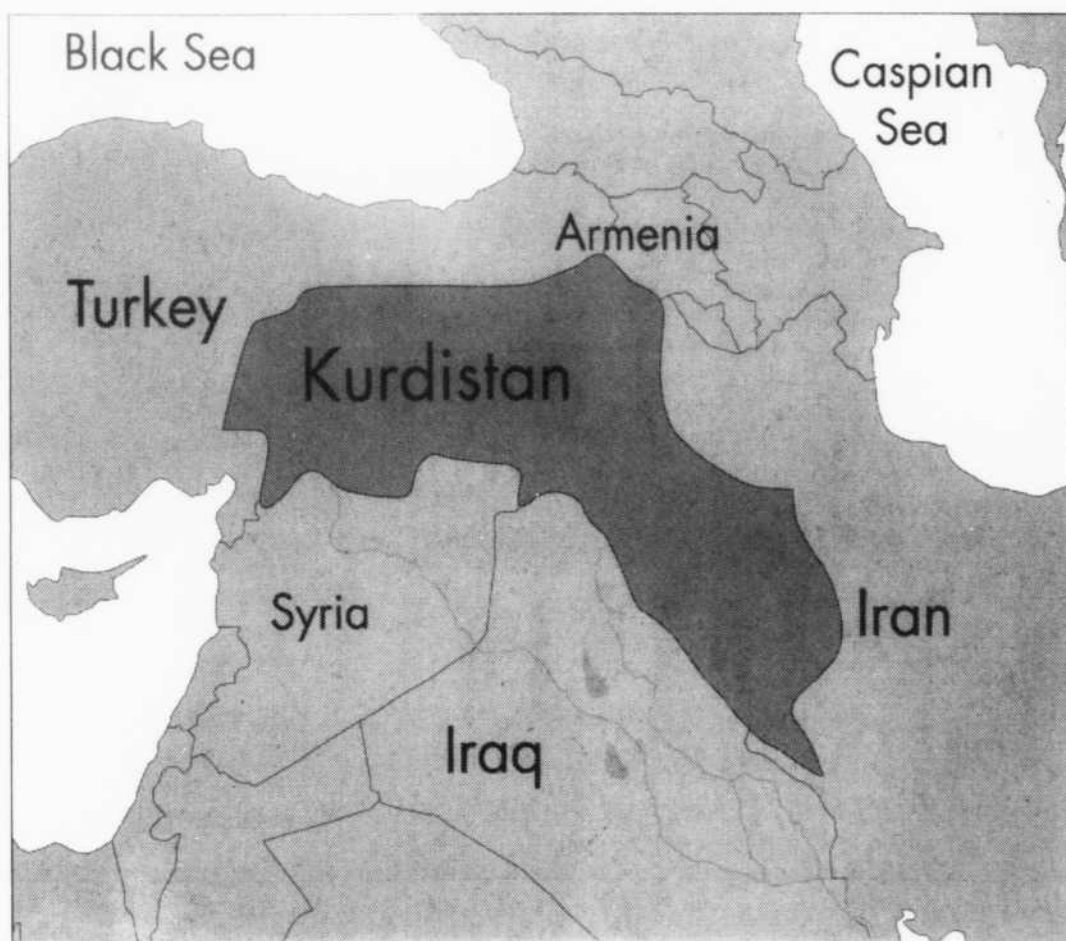 Black Sea
Caspian
Sea
Armenia
Turkey
Kurdistan
Syria
Iran
Iraq